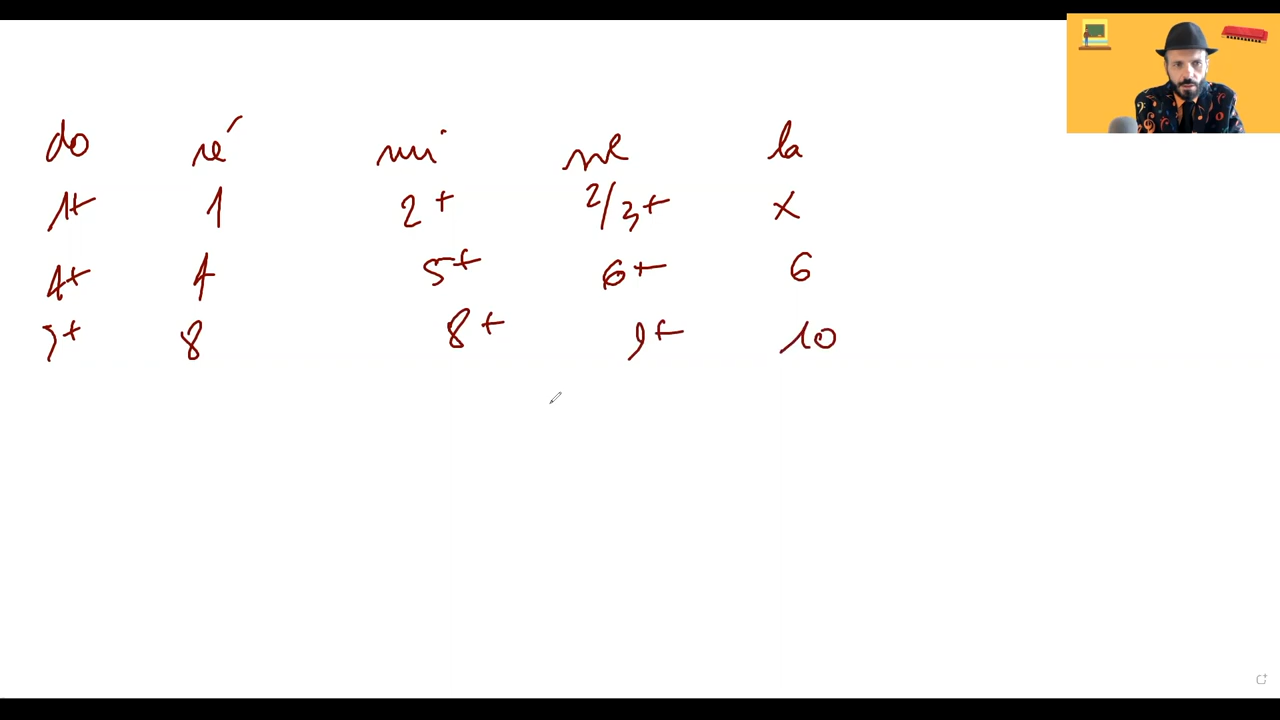 do ré mi sol la
1+ 1 2+ 2/3+ x
4+ 4 5+ 6+ 6
7+ 8 8+ 9+ 10